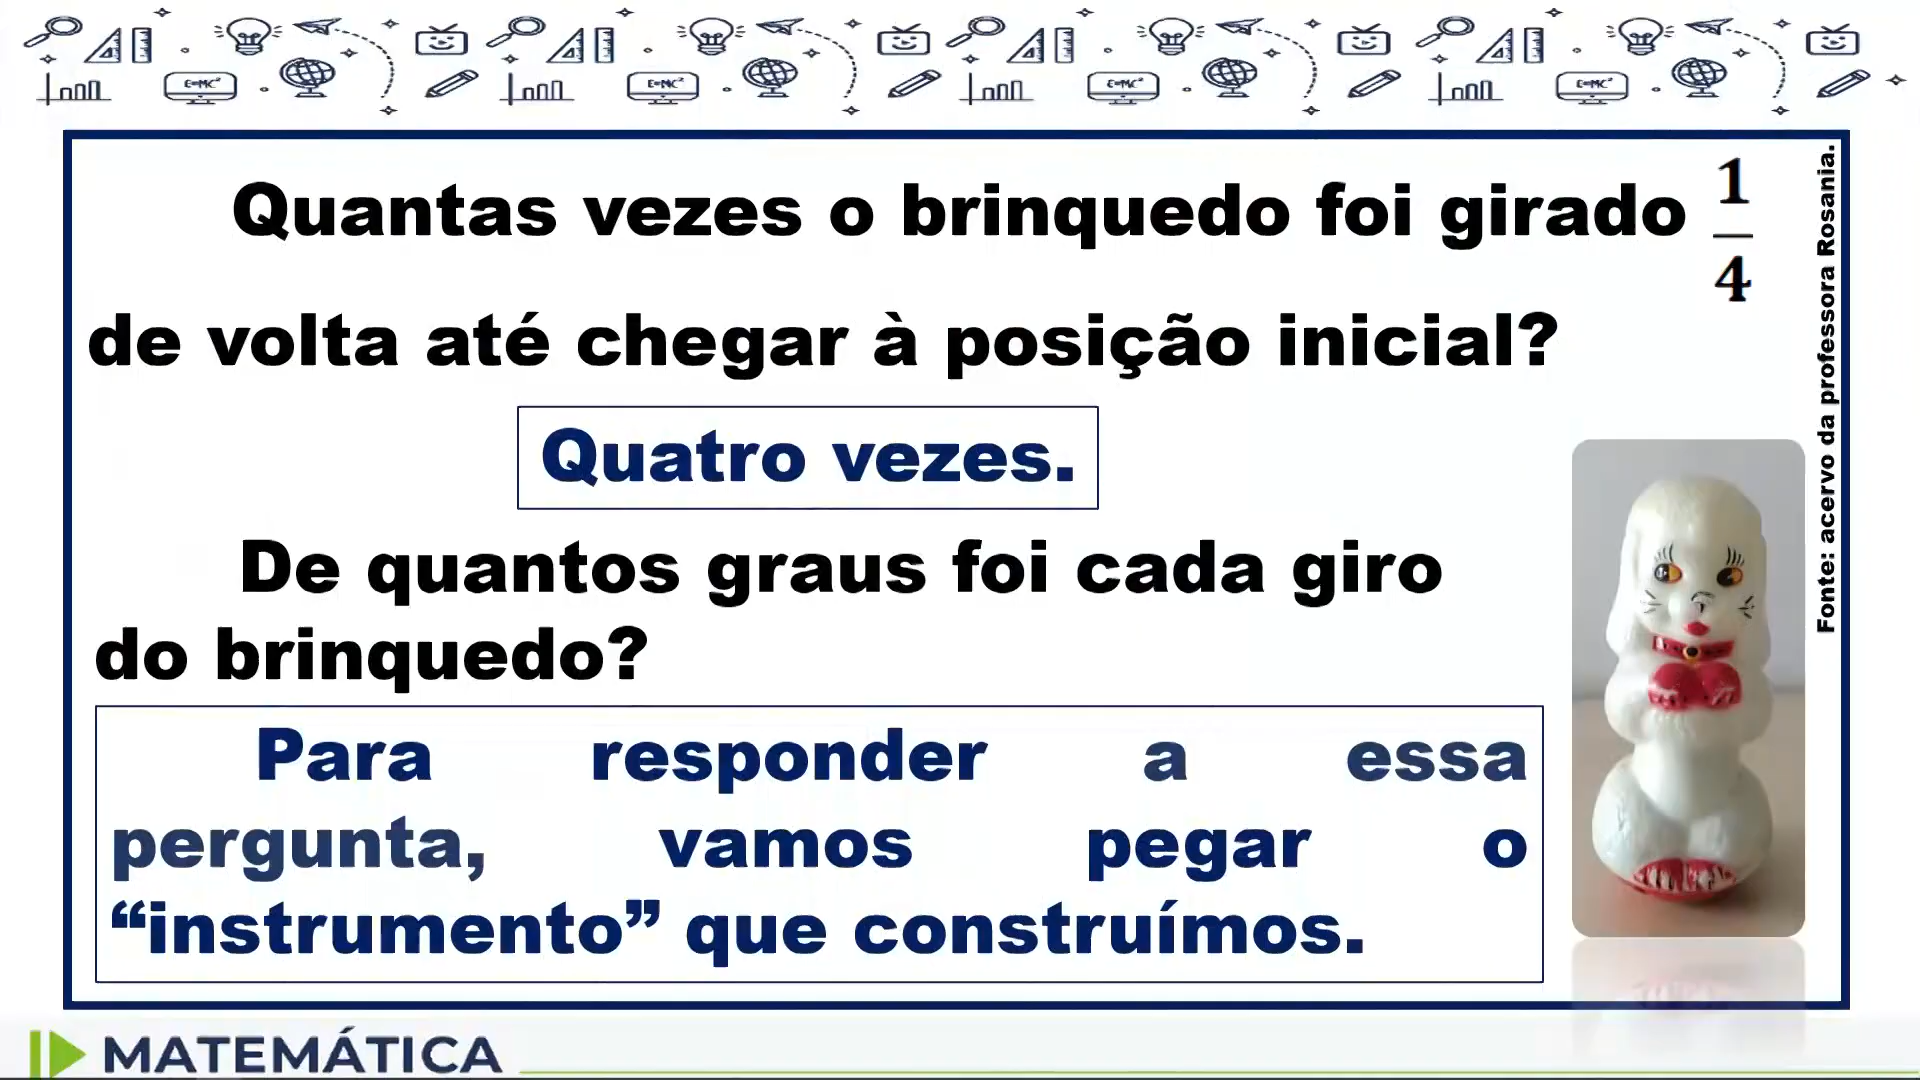 Quantas vezes o brinquedo foi girado 1/4
de volta até chegar à posição inicial?
Quatro vezes.
De quantos graus foi cada giro
do brinquedo?
Para responder a essa
pergunta, vamos pegar o
“instrumento” que construímos.
Fonte: acervo da professora Rosania.
MATEMÁTICA
E=MC²
E=MC²
E=MC²
E=MC²